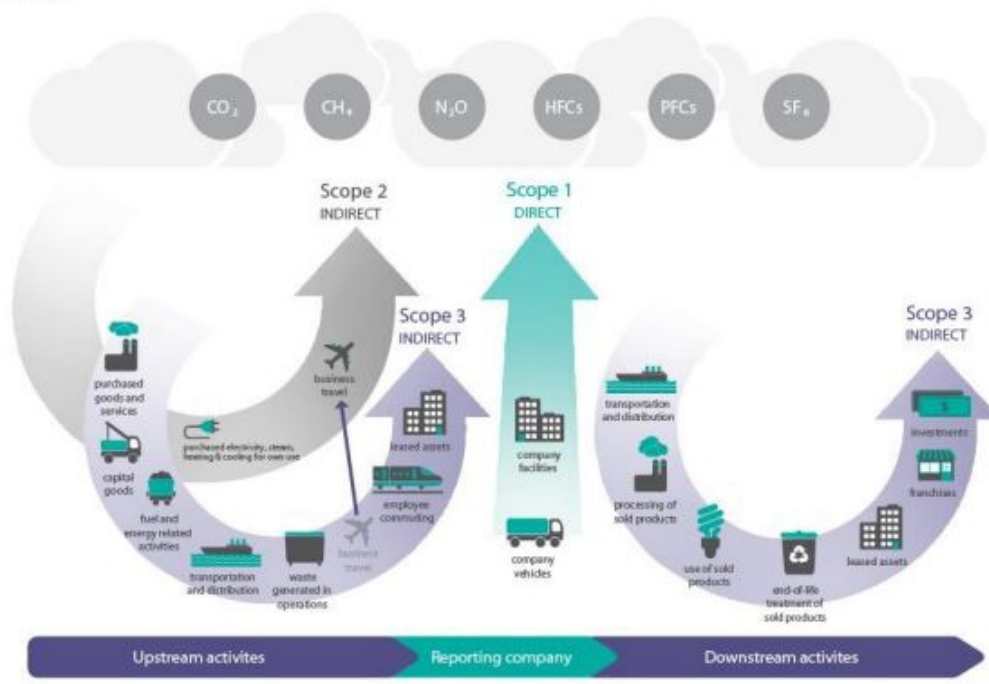 CO₂
CH₄
N₂O
HFCs
PFCs
SF₆
Scope 2
INDIRECT
Scope 1
DIRECT
Scope 3
INDIRECT
Scope 3
INDIRECT
purchased
goods and
services
capital
goods
fuel and
energy related
activities
purchased electricity, steam,
heating & cooling for own use
transportation
and distribution
waste
generated in
operations
business
travel
business
travel
employee
commuting
leased assets
company
facilities
company
vehicles
transportation
and distribution
processing of
sold products
use of sold
products
end-of-life
treatment of
sold products
leased assets
franchises
investments
$
Upstream activites
Reporting company
Downstream activites